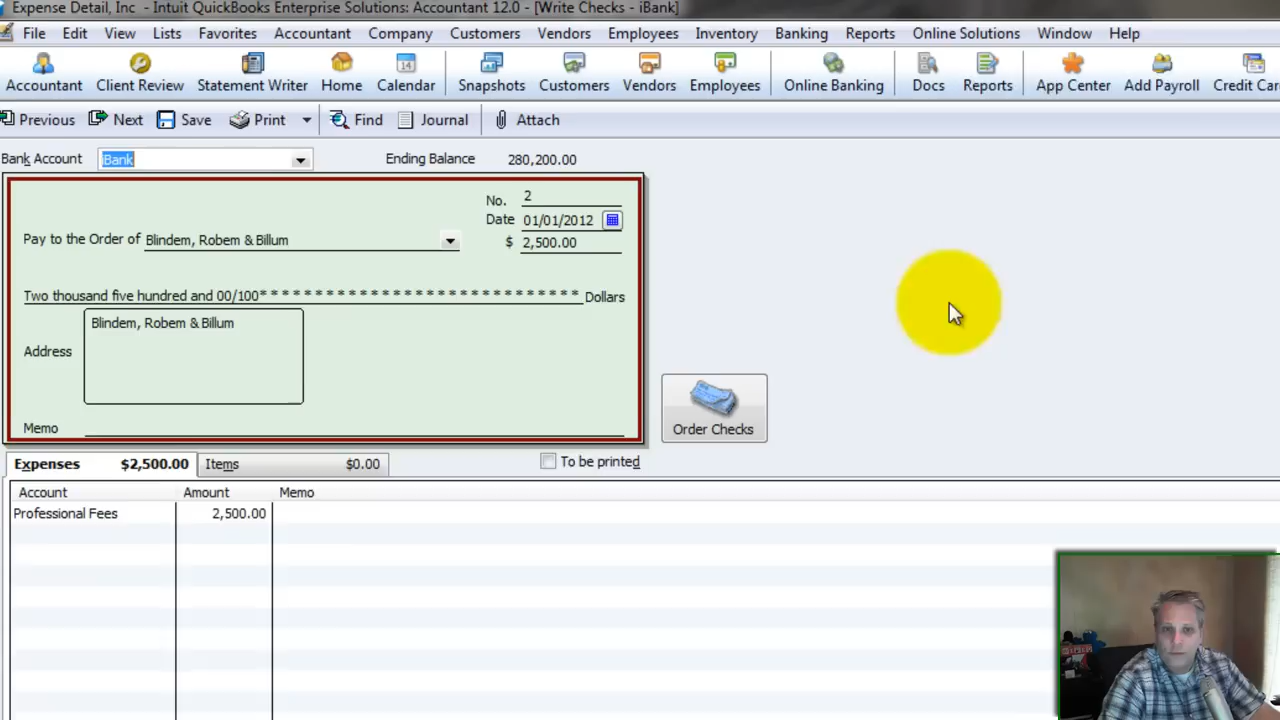 Expense Detail, Inc - Intuit QuickBooks Enterprise Solutions: Accountant 12.0 - [Write Checks - iBank]
File Edit View Lists Favorites Accountant Company Customers Vendors Employees Inventory Banking Reports Online Solutions Window Help
Accountant Client Review Statement Writer Home Calendar Snapshots Customers Vendors Employees Online Banking Docs Reports App Center Add Payroll Credit Car
Previous Next Save Print Find Journal Attach
Bank Account iBank Ending Balance 280,200.00
No. 2
Date 01/01/2012
Pay to the Order of Blindem, Robem & Billum $ 2,500.00
Two thousand five hundred and 00/100* * * * * * * * * * * * * * * * * * * * * * * * * * * * Dollars
Blindem, Robem & Billum
Address
Memo
Order Checks
Expenses $2,500.00 Items $0.00 To be printed
Account Amount Memo
Professional Fees 2,500.00